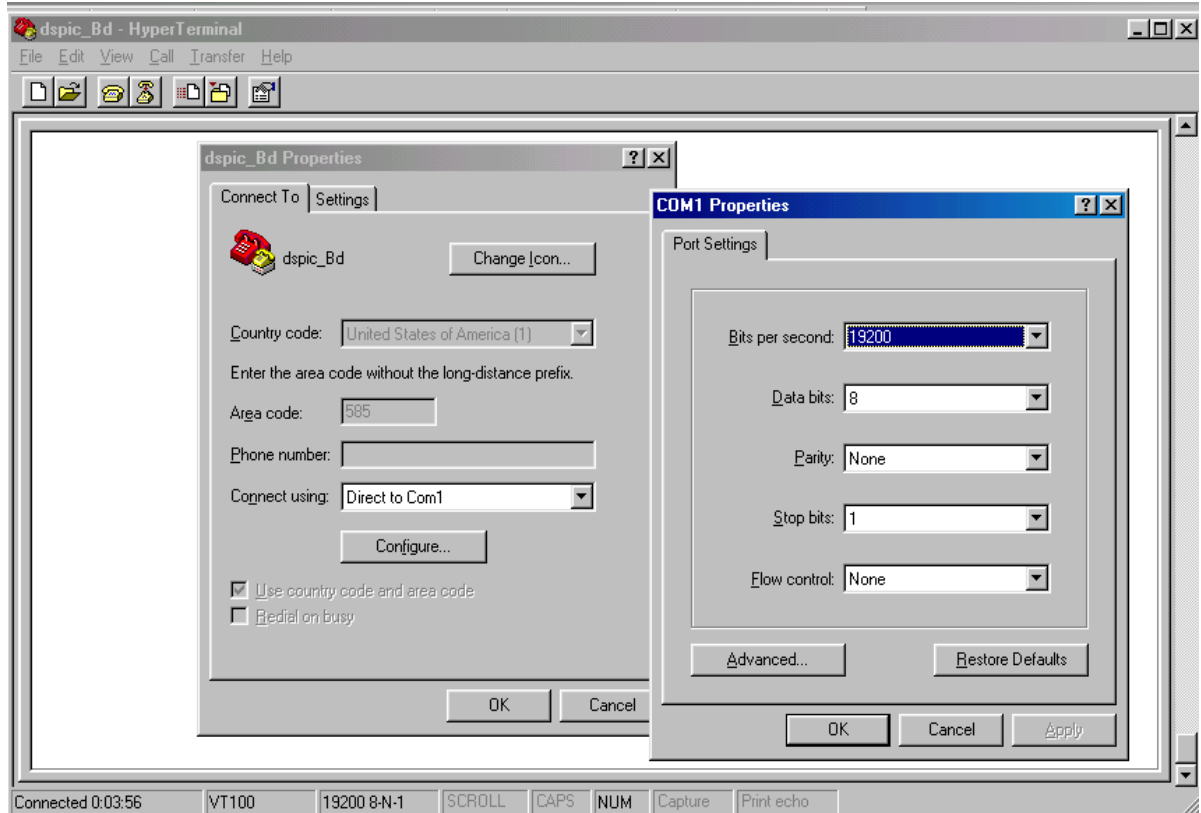 dspic_Bd - HyperTerminal
File Edit View Call Transfer Help
dspic_Bd Properties
Connect To Settings
dspic_Bd
Change Icon...
Country code: United States of America (1)
Enter the area code without the long-distance prefix.
Area code: 585
Phone number:
Connect using: Direct to Com1
Configure...
Use country code and area code
Redial on busy
OK Cancel
COM1 Properties
Port Settings
Bits per second: 19200
Data bits: 8
Parity: None
Stop bits: 1
Flow control: None
Advanced... Restore Defaults
OK Cancel Apply
Connected 0:03:56 VT100 19200 8-N-1 SCROLL CAPS NUM Capture Print echo